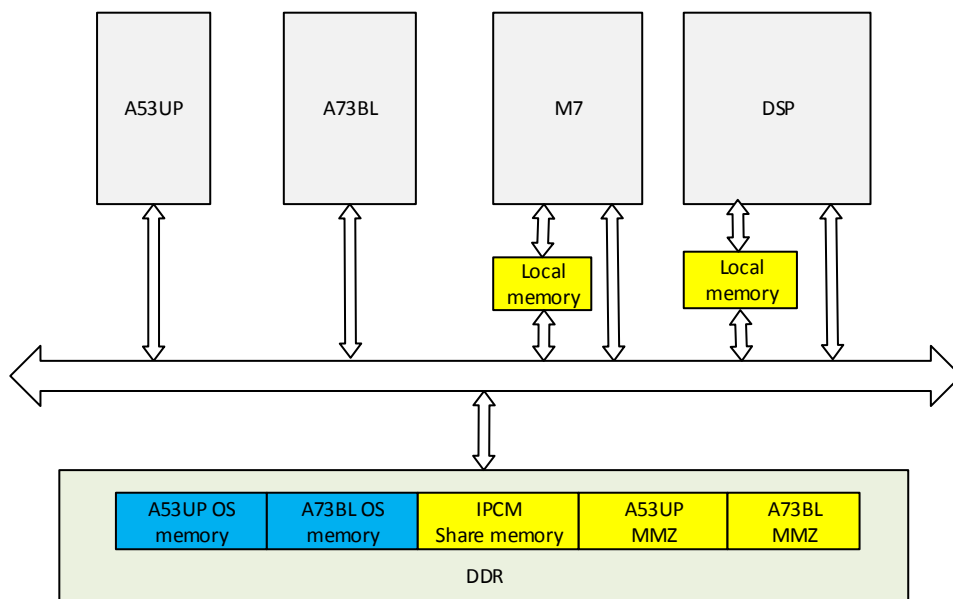 A53UP
A73BL
M7
DSP
Local
memory
Local
memory
A53UP OS
memory
A73BL OS
memory
IPCM
Share memory
A53UP
MMZ
A73BL
MMZ
DDR